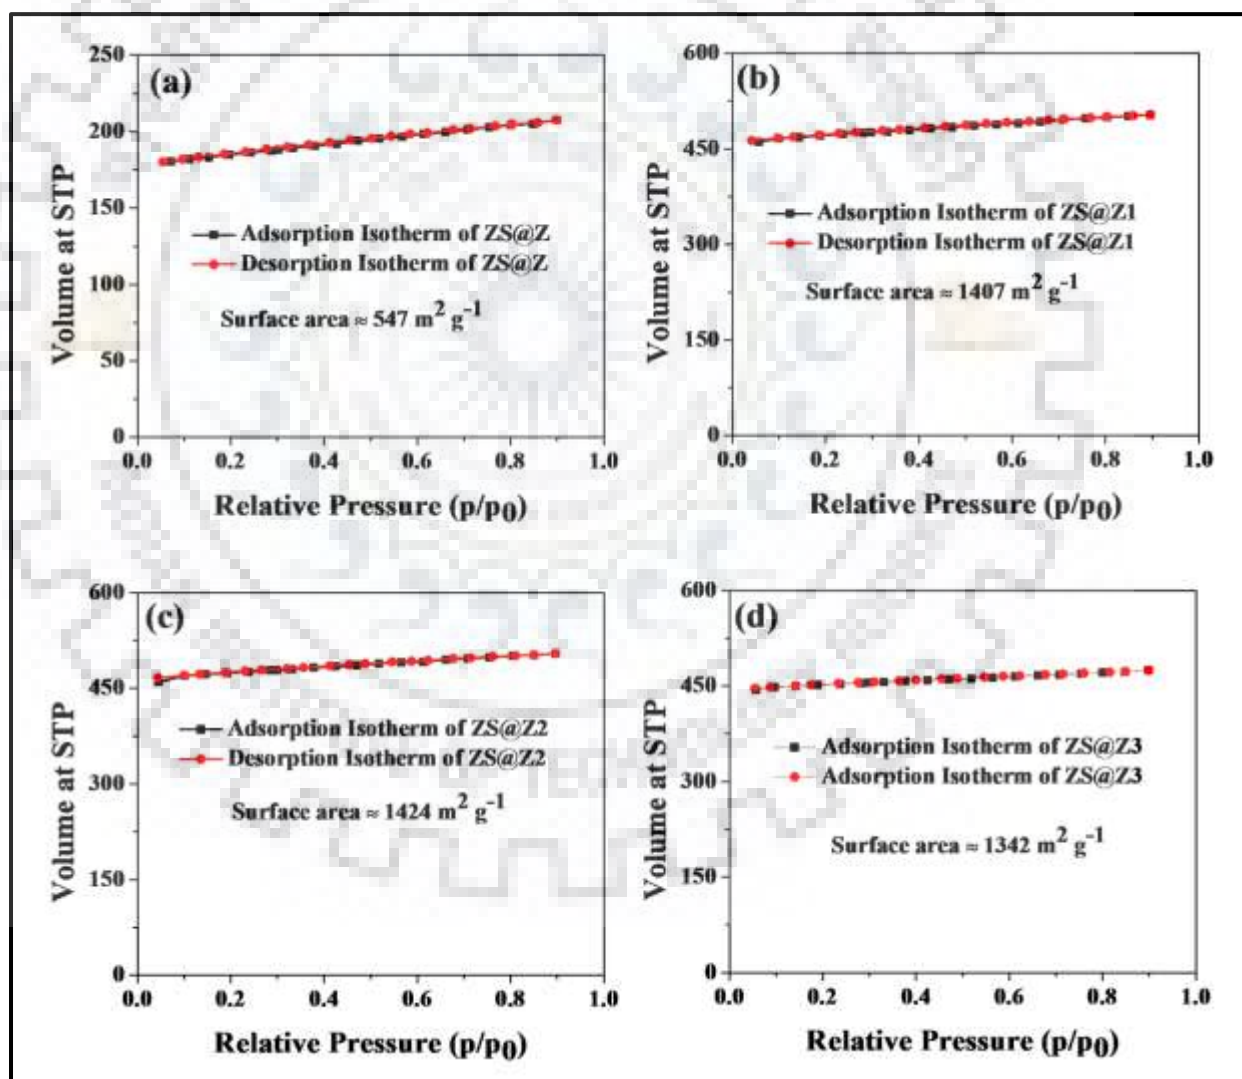 (a)
250
200
150
100
50
0
Volume at STP
Adsorption Isotherm of ZS@Z
Desorption Isotherm of ZS@Z
Surface area ≈ 547 m² g⁻¹
0.0 0.2 0.4 0.6 0.8 1.0
Relative Pressure (p/p₀)
(b)
600
450
300
150
0
Volume at STP
Adsorption Isotherm of ZS@Z1
Desorption Isotherm of ZS@Z1
Surface area ≈ 1407 m² g⁻¹
0.0 0.2 0.4 0.6 0.8 1.0
Relative Pressure (p/p₀)
(c)
600
450
300
150
0
Volume at STP
Adsorption Isotherm of ZS@Z2
Desorption Isotherm of ZS@Z2
Surface area ≈ 1424 m² g⁻¹
0.0 0.2 0.4 0.6 0.8 1.0
Relative Pressure (p/p₀)
(d)
600
450
300
150
0
Volume at STP
Adsorption Isotherm of ZS@Z3
Adsorption Isotherm of ZS@Z3
Surface area ≈ 1342 m² g⁻¹
0.0 0.2 0.4 0.6 0.8 1.0
Relative Pressure (p/p₀)